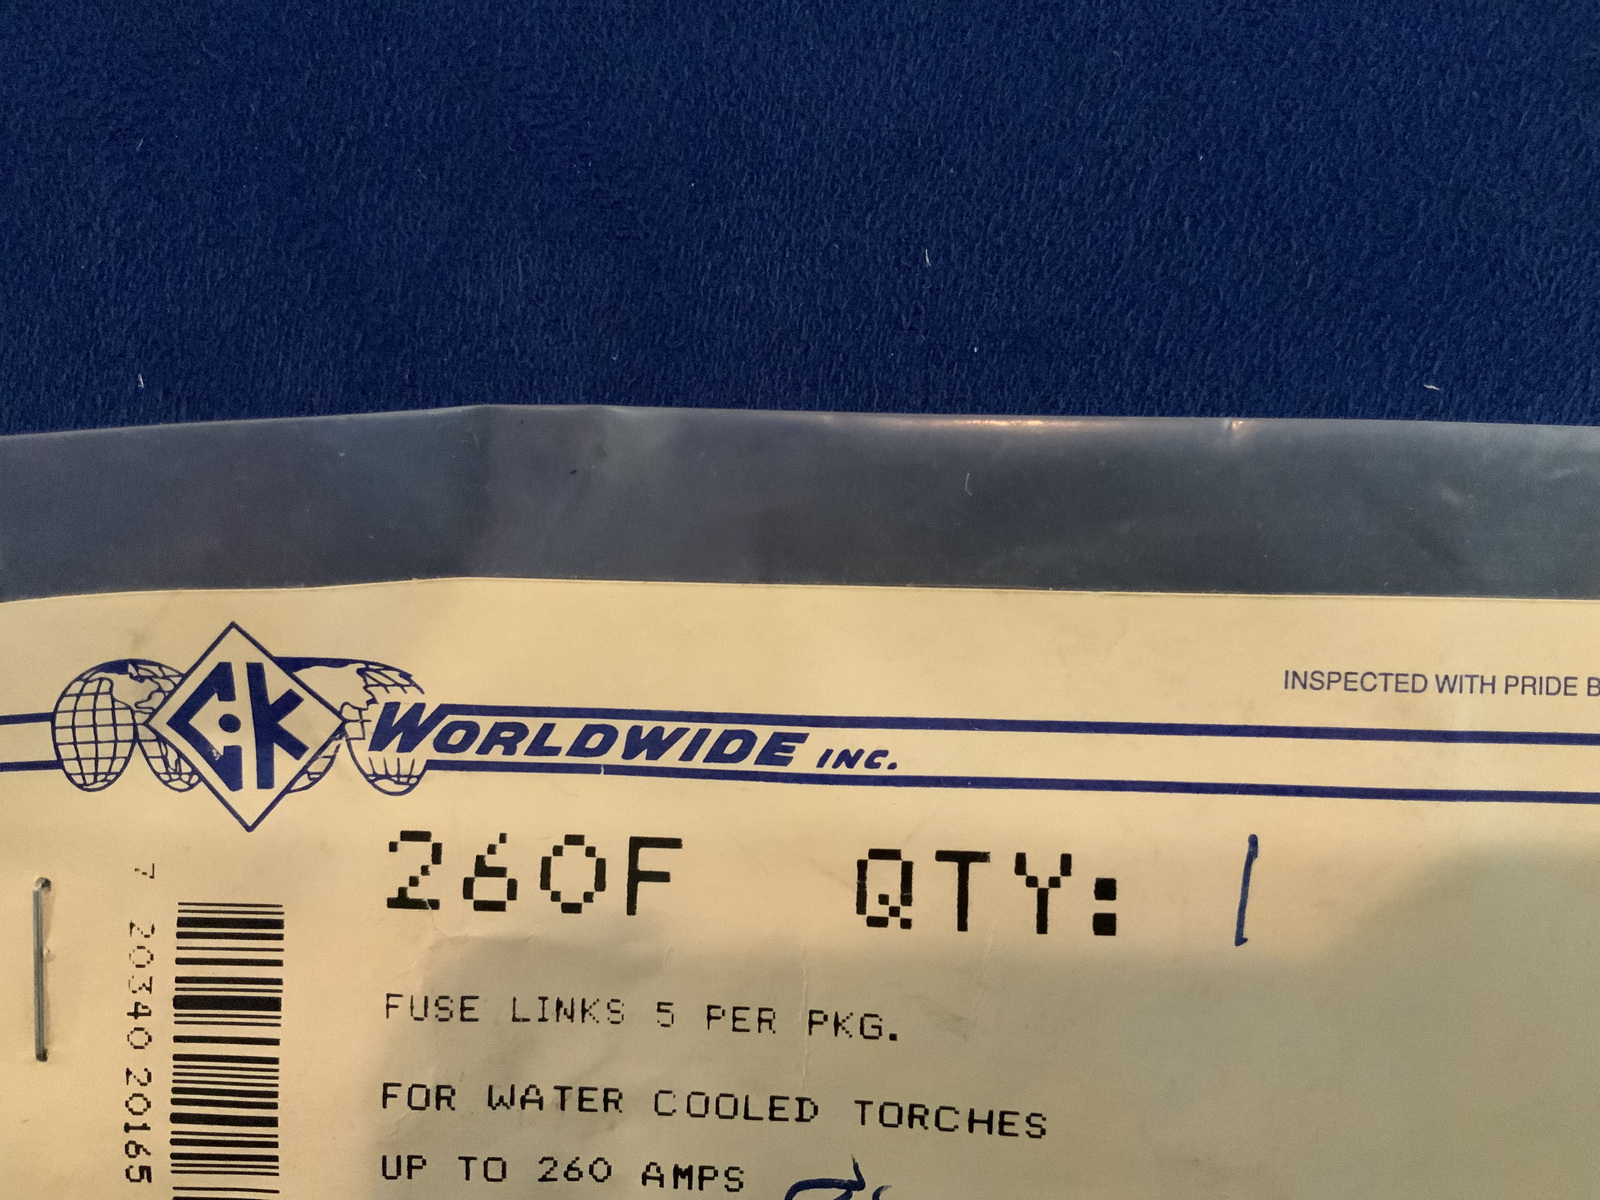 INSPECTED WITH PRIDE B
CK WORLDWIDE INC.
260F QTY: 1
FUSE LINKS 5 PER PKG.
FOR WATER COOLED TORCHES
UP TO 260 AMPS
7 20340 20165